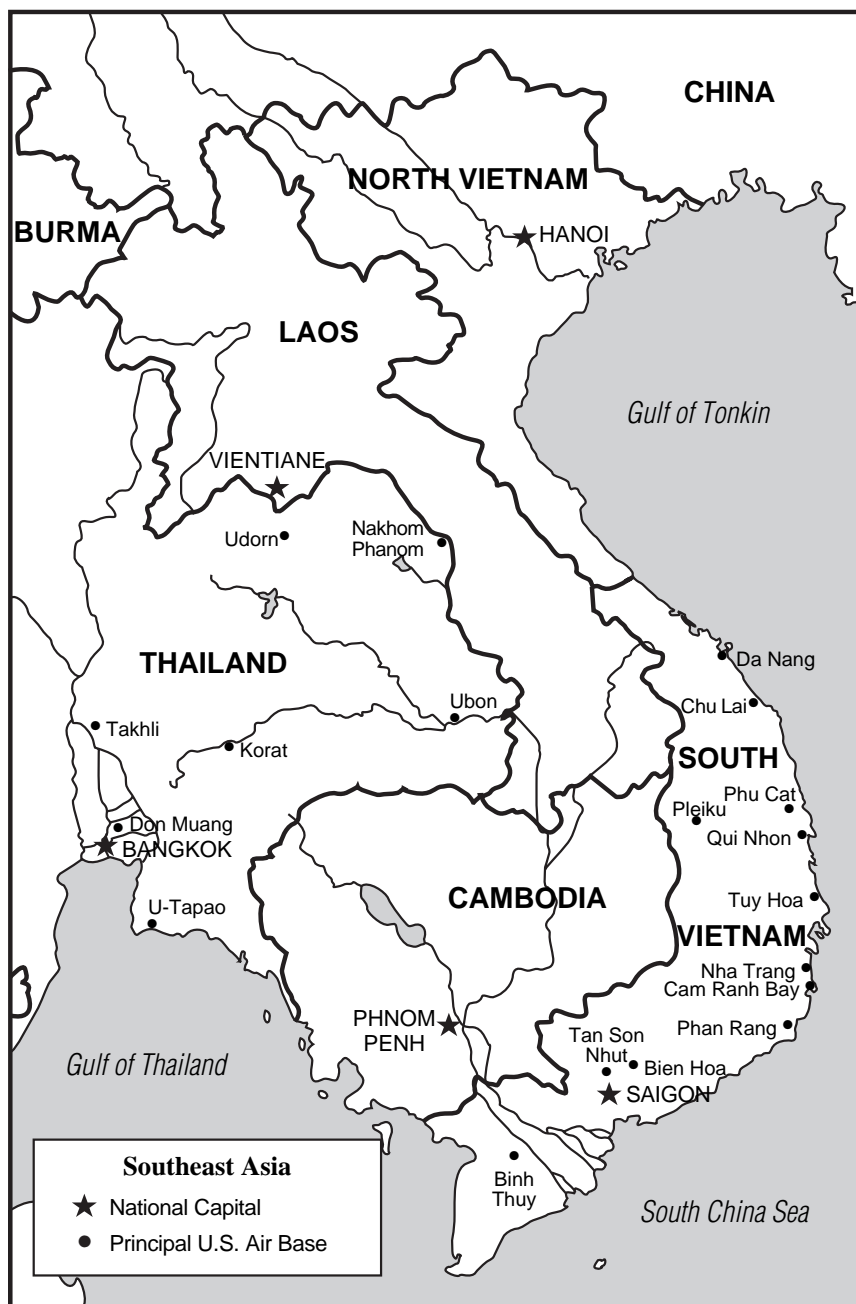 CHINA
NORTH VIETNAM
BURMA
HANOI
LAOS
Gulf of Tonkin
VIENTIANE
Udorn
Nakhom
Phanom
THAILAND
Da Nang
Ubon
Chu Lai
Takhli
Korat
SOUTH
Phu Cat
Pleiku
Don Muang
Qui Nhon
BANGKOK
CAMBODIA
Tuy Hoa
U-Tapao
VIETNAM
Nha Trang
Cam Ranh Bay
PHNOM
PENH
Phan Rang
Tan Son
Nhut
Gulf of Thailand
Bien Hoa
SAIGON
Southeast Asia
National Capital
Principal U.S. Air Base
Binh
Thuy
South China Sea